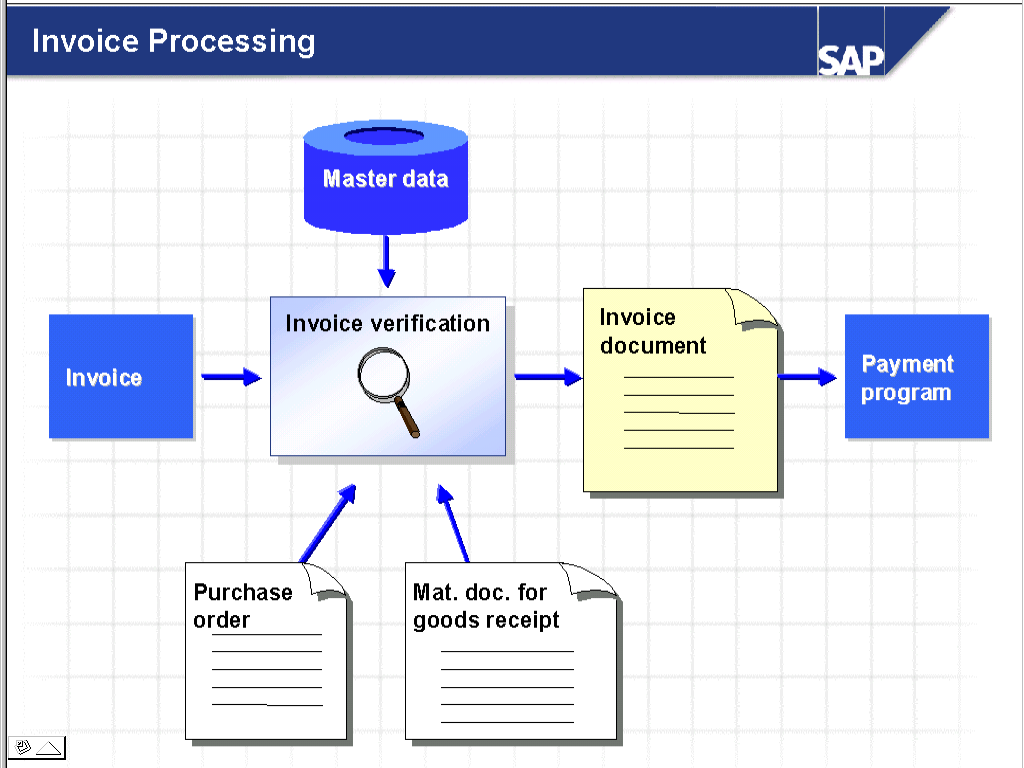 Invoice Processing
SAP
Master data
Invoice verification
Invoice
document
Invoice
Payment
program
Purchase
order
Mat. doc. for
goods receipt